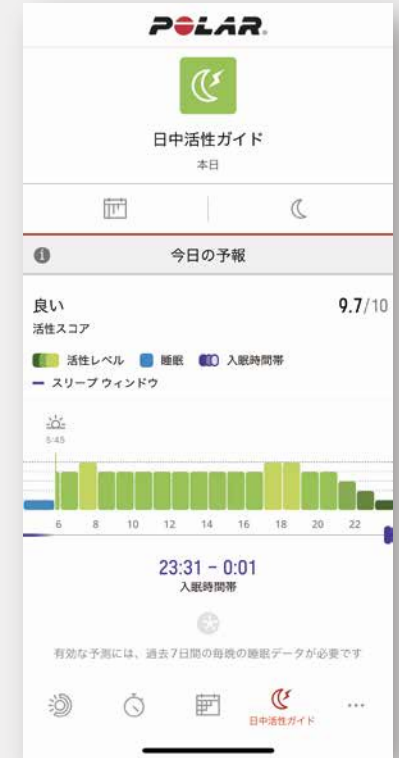 POLAR.
日中活性ガイド
本日
今日の予報
良い 9.7/10
活性スコア
活性レベル 睡眠 入眠時間帯
スリープ ウィンドウ
5:45
6 8 10 12 14 16 18 20 22
23:31 - 0:01
入眠時間帯
有効な予測には、過去7日間の毎晩の睡眠データが必要です
日中活性ガイド